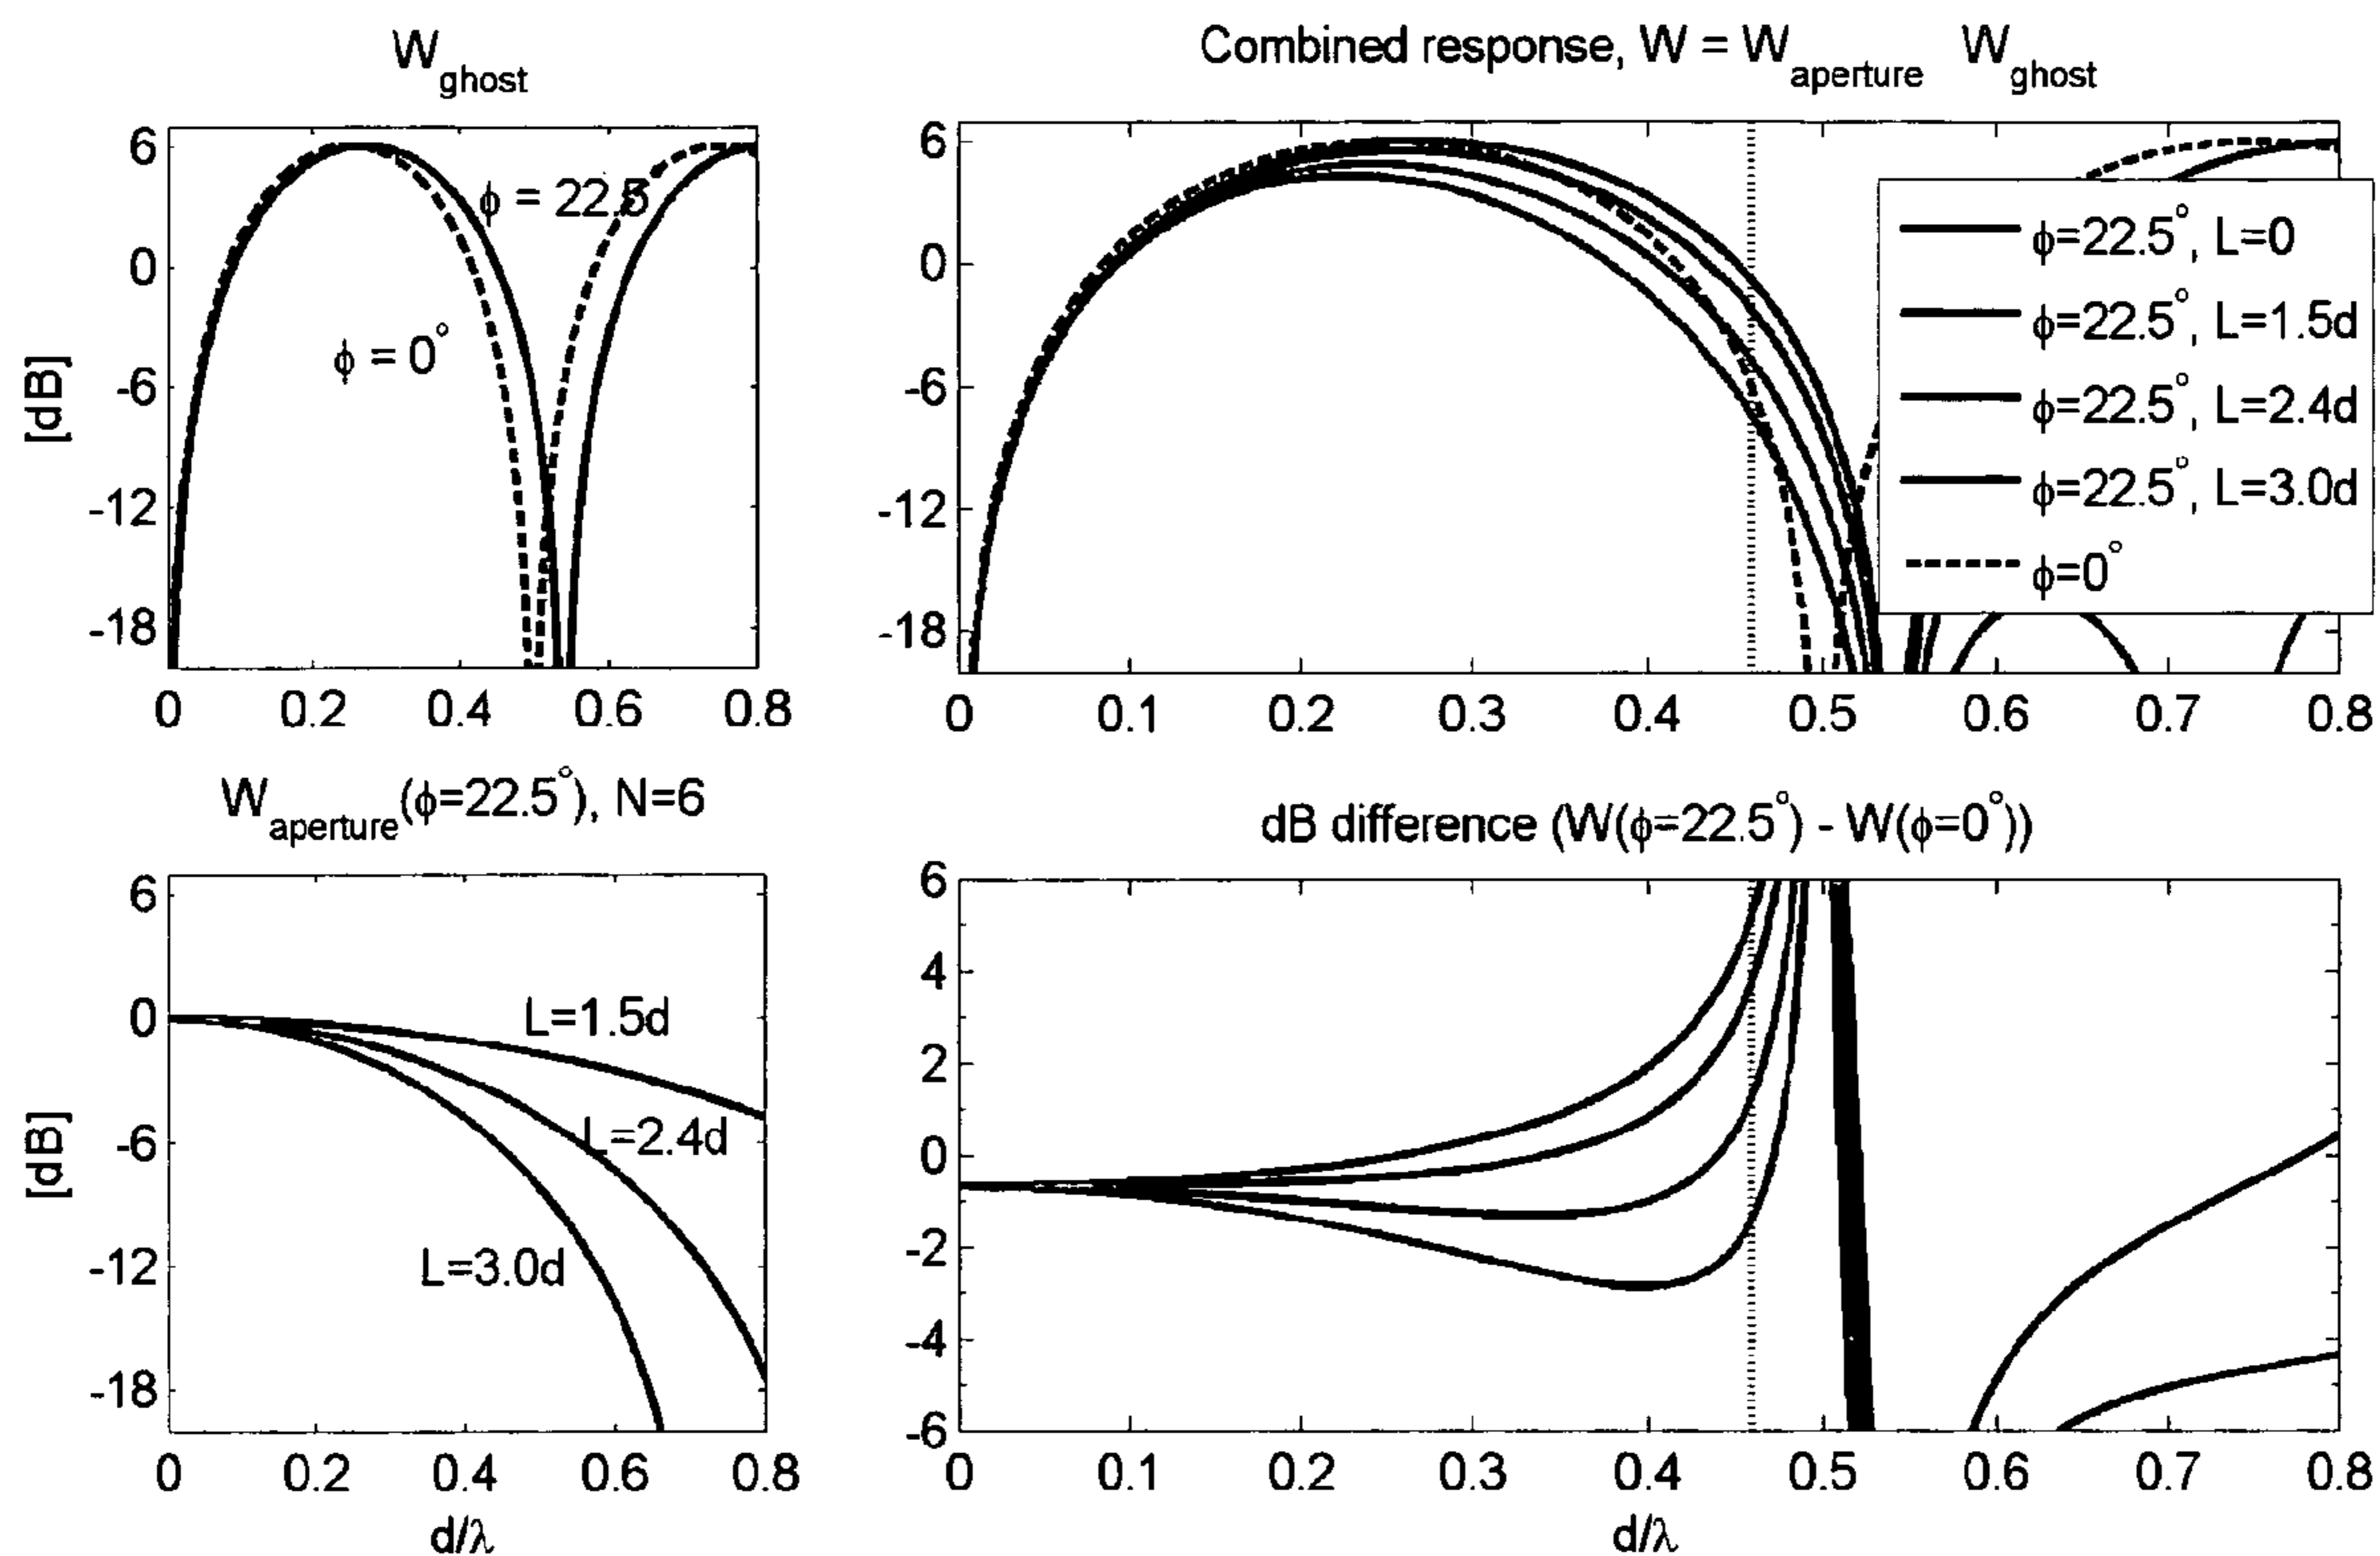 W ghost
[dB]
6
0
-6
-12
-18
ϕ = 22.5
ϕ = 0°
0 0.2 0.4 0.6 0.8
Combined response, W = W aperture W ghost
6
0
-6
-12
-18
ϕ=22.5°, L=0
ϕ=22.5°, L=1.5d
ϕ=22.5°, L=2.4d
ϕ=22.5°, L=3.0d
ϕ=0°
0 0.1 0.2 0.3 0.4 0.5 0.6 0.7 0.8
W aperture (ϕ=22.5°), N=6
[dB]
6
0
-6
-12
-18
L=1.5d
L=2.4d
L=3.0d
0 0.2 0.4 0.6 0.8
d/λ
dB difference (W(ϕ=22.5°) - W(ϕ=0°))
6
4
2
0
-2
-4
-6
0 0.1 0.2 0.3 0.4 0.5 0.6 0.7 0.8
d/λ